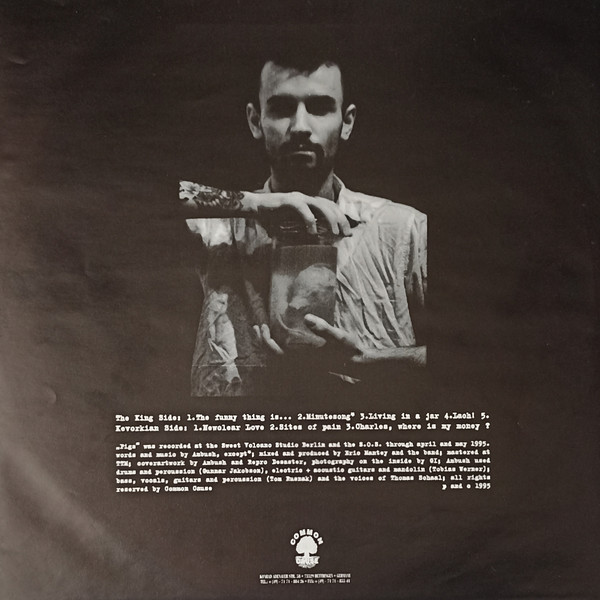 The King Side: 1.The funny thing is... 2.Minutesong* 3.Living in a jar 4.Lach! 5.
Kevorkian Side: 1.Newclear Love 2.Bites of pain 3.Charles, where is my money ?
„Pigs" was recorded at the Sweet Volcano Studio Berlin and the S.O.S. through april and may 1995.
words and music by Ambush, except*; mixed and produced by Eric Mantey and the band; mastered at
TTM; coverartwork by Ambush and Repro Desaster, photography on the inside by GI; Ambush used
drums and percussion (Gunnar Jakobson), electric + acoustic guitars and mandolin (Tobias Werner);
bass, vocals, guitars and percussion (Tom Rusnak) and the voices of Thomas Schaal; all rights
reserved by Common Cause p and c 1995
COMMON
CAUSE